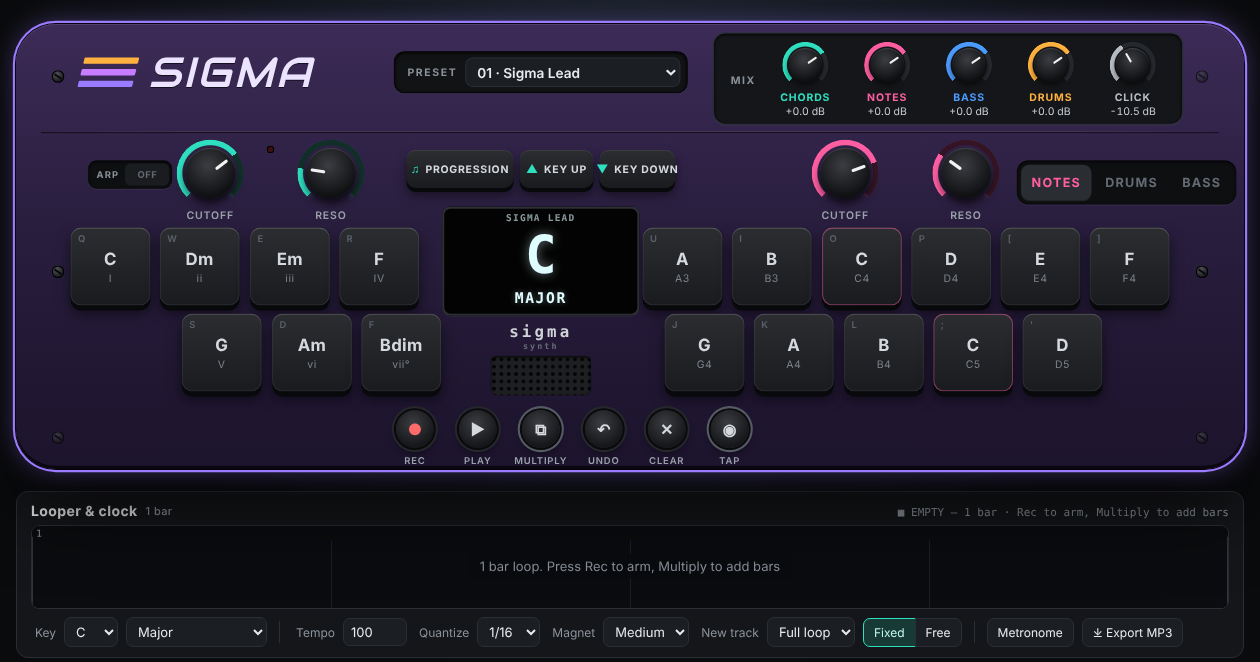 SIGMA
PRESET 01 · Sigma Lead
MIX
CHORDS NOTES BASS DRUMS CLICK
+0.0 dB +0.0 dB +0.0 dB +0.0 dB -10.5 dB
ARP OFF
♫ PROGRESSION ▲ KEY UP ▼ KEY DOWN
NOTES DRUMS BASS
CUTOFF RESO CUTOFF RESO
SIGMA LEAD
C
MAJOR
Q W E R U I O P [ ]
C Dm Em F A B C D E F
I ii iii IV A3 B3 C4 D4 E4 F4
S D F J K L ; '
G Am Bdim G A B C D
V vi vii° G4 A4 B4 C5 D5
sigma
synth
REC PLAY MULTIPLY UNDO CLEAR TAP
Looper & clock 1 bar
■ EMPTY — 1 bar · Rec to arm, Multiply to add bars
1
1 bar loop. Press Rec to arm, Multiply to add bars
Key C Major Tempo 100 Quantize 1/16 Magnet Medium New track Full loop Fixed Free Metronome Export MP3